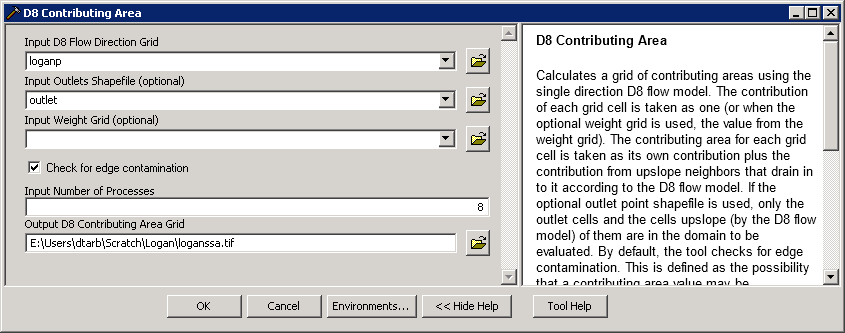 D8 Contributing Area
Input D8 Flow Direction Grid
loganp
Input Outlets Shapefile (optional)
outlet
Input Weight Grid (optional)
Check for edge contamination
Input Number of Processes
8
Output D8 Contributing Area Grid
E:\Users\dtarb\Scratch\Logan\loganssa.tif
D8 Contributing Area
Calculates a grid of contributing areas using the
single direction D8 flow model. The contribution
of each grid cell is taken as one (or when the
optional weight grid is used, the value from the
weight grid). The contributing area for each grid
cell is taken as its own contribution plus the
contribution from upslope neighbors that drain in
to it according to the D8 flow model. If the
optional outlet point shapefile is used, only the
outlet cells and the cells upslope (by the D8 flow
model) of them are in the domain to be
evaluated. By default, the tool checks for edge
contamination. This is defined as the possibility
that a contributing area value may be
OK
Cancel
Environments...
<< Hide Help
Tool Help